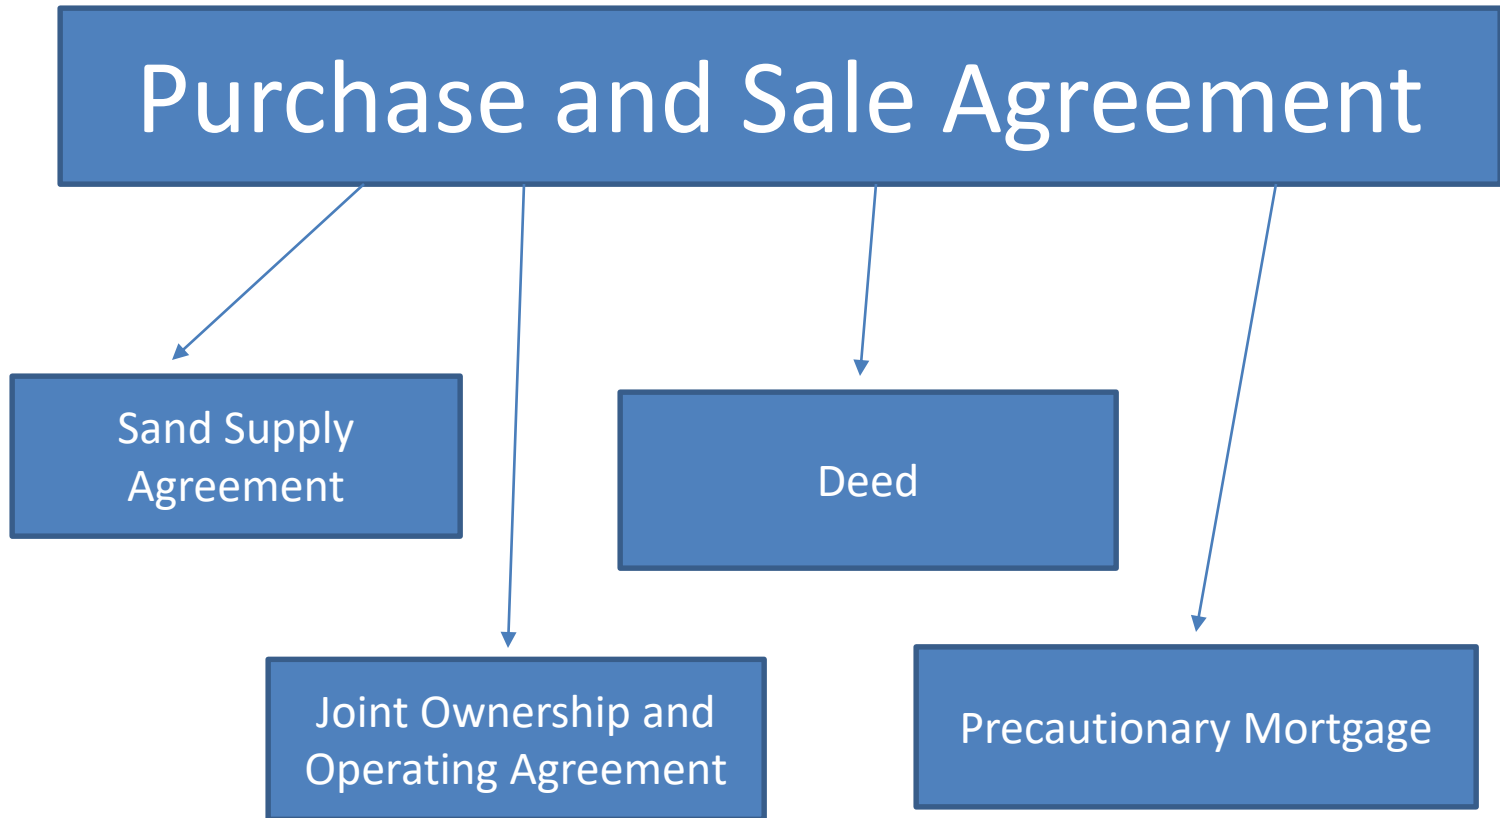 Purchase and Sale Agreement
Sand Supply
Agreement
Deed
Joint Ownership and
Operating Agreement
Precautionary Mortgage